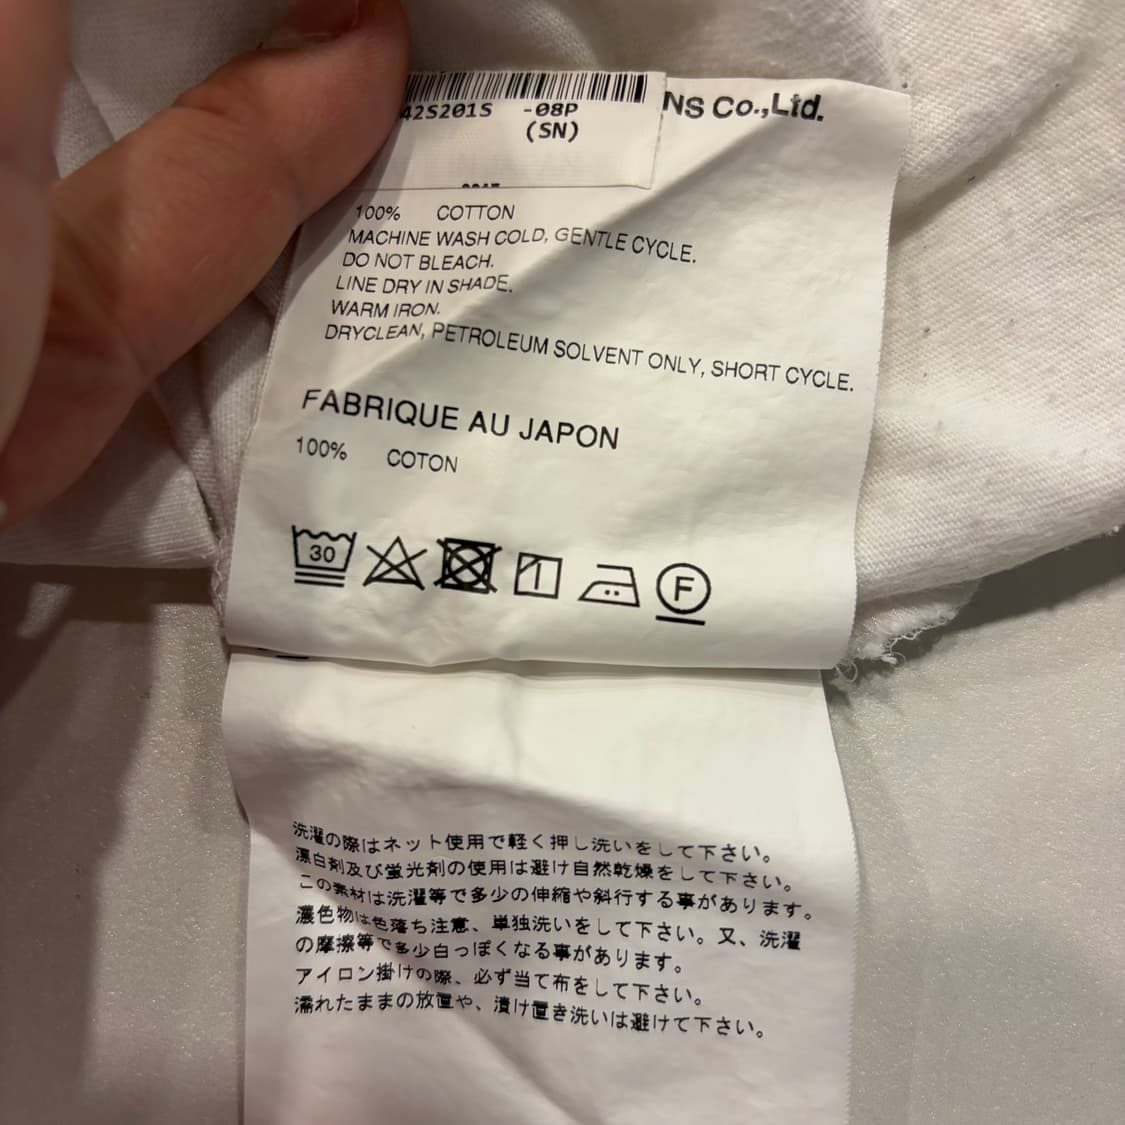 42S201S -08P
(SN)
NS Co.,Ltd.
100% COTTON
MACHINE WASH COLD, GENTLE CYCLE.
DO NOT BLEACH.
LINE DRY IN SHADE.
WARM IRON.
DRYCLEAN, PETROLEUM SOLVENT ONLY, SHORT CYCLE.
FABRIQUE AU JAPON
100% COTON
30
F
洗濯の際はネット使用で軽く押し洗いをして下さい。
漂白剤及び蛍光剤の使用は避け自然乾燥をして下さい。
この素材は洗濯等で多少の伸縮や斜行する事があります。
濃色物は色落ち注意、単独洗いをして下さい。又、洗濯
の摩擦等で多少白っぽくなる事があります。
アイロン掛けの際、必ず当て布をして下さい。
濡れたままの放置や、漬け置き洗いは避けて下さい。